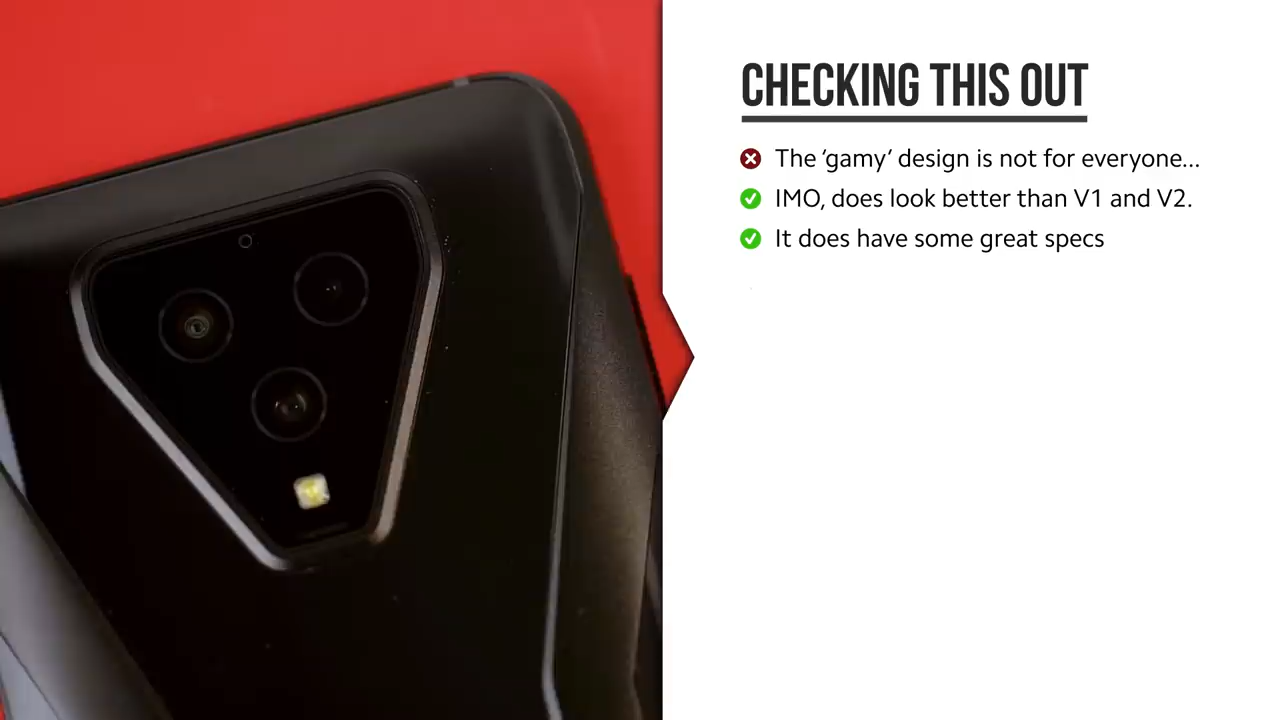 CHECKING THIS OUT
The ‘gamy‘ design is not for everyone...
IMO, does look better than V1 and V2.
It does have some great specs